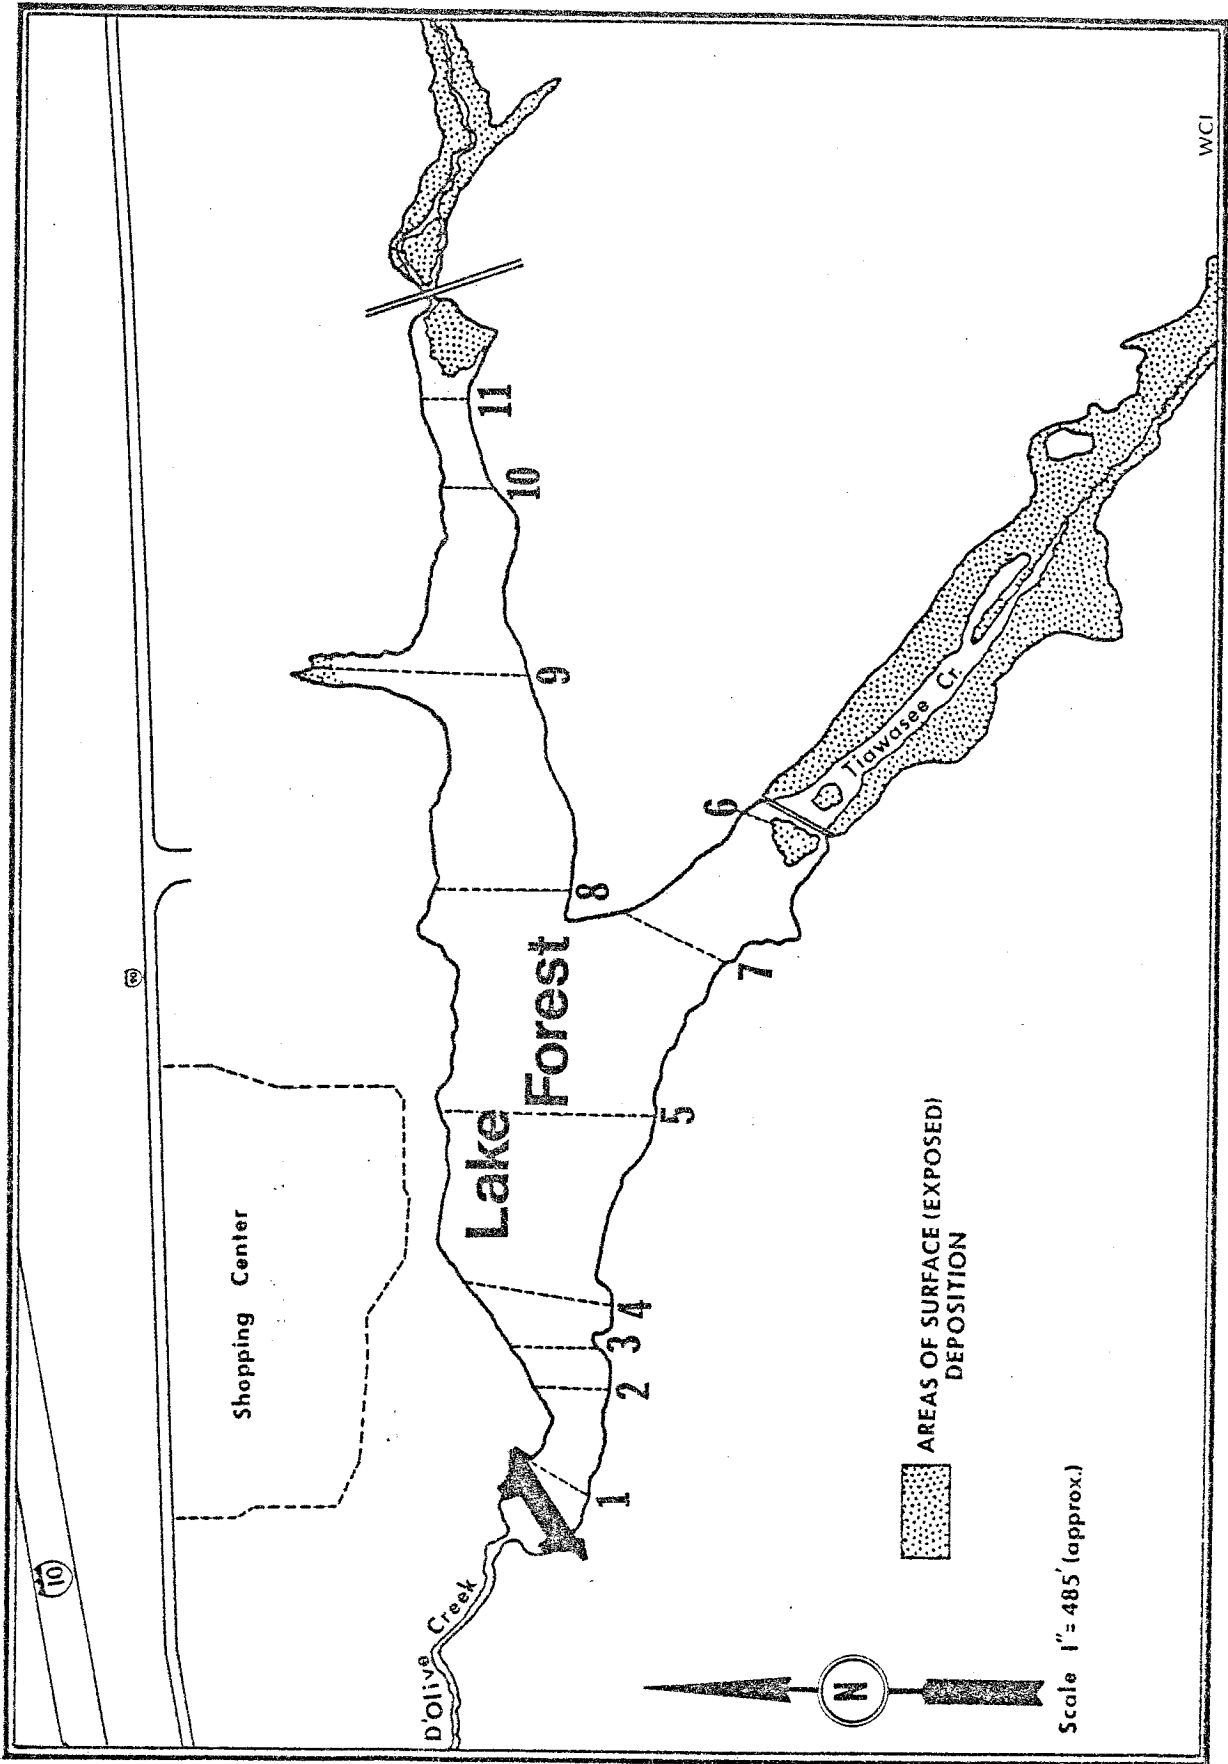 10
90
Shopping Center
D'Olive Creek
Lake
Forest
Tiawasee Cr.
1
2
3
4
5
6
7
8
9
10
11
AREAS OF SURFACE (EXPOSED)
DEPOSITION
N
Scale 1" = 485' (approx.)
WCI